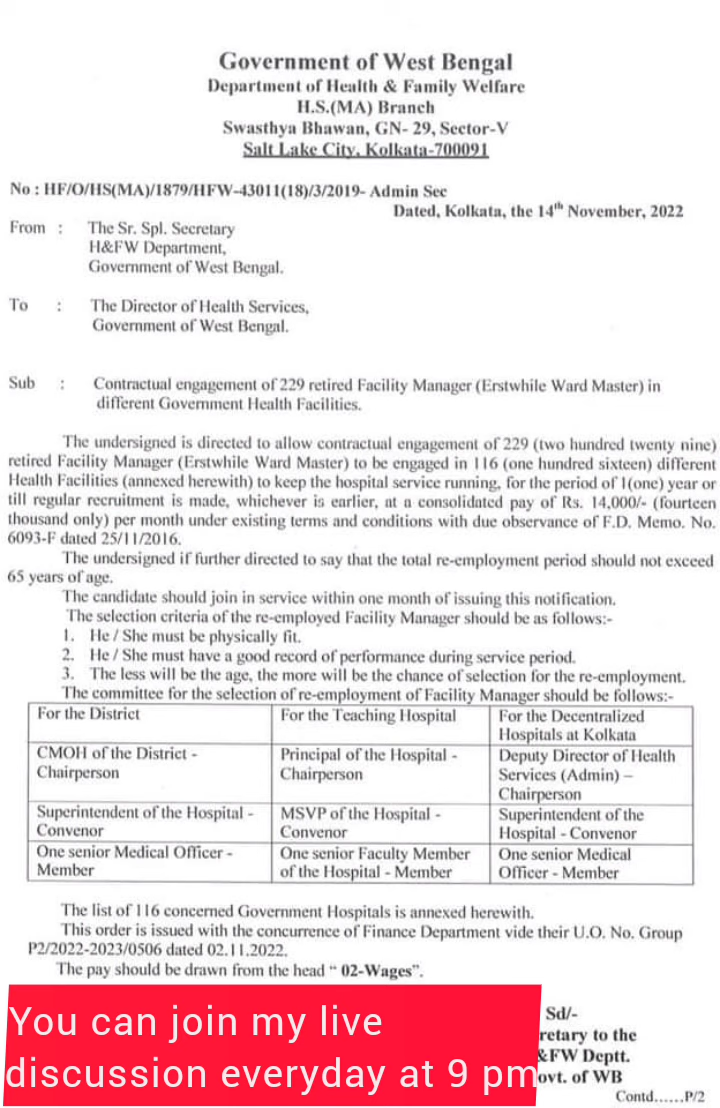 Government of West Bengal
Department of Health & Family Welfare
H.S.(MA) Branch
Swasthya Bhawan, GN- 29, Sector-V
Salt Lake City, Kolkata-700091
No : HF/O/HS(MA)/1879/HFW-43011(18)/3/2019- Admin Sec
Dated, Kolkata, the 14th November, 2022
From : The Sr. Spl. Secretary
H&FW Department,
Government of West Bengal.
To : The Director of Health Services,
Government of West Bengal.
Sub : Contractual engagement of 229 retired Facility Manager (Erstwhile Ward Master) in
different Government Health Facilities.
The undersigned is directed to allow contractual engagement of 229 (two hundred twenty nine)
retired Facility Manager (Erstwhile Ward Master) to be engaged in 116 (one hundred sixteen) different
Health Facilities (annexed herewith) to keep the hospital service running, for the period of 1(one) year or
till regular recruitment is made, whichever is earlier, at a consolidated pay of Rs. 14,000/- (fourteen
thousand only) per month under existing terms and conditions with due observance of F.D. Memo. No.
6093-F dated 25/11/2016.
The undersigned if further directed to say that the total re-employment period should not exceed
65 years of age.
The candidate should join in service within one month of issuing this notification.
The selection criteria of the re-employed Facility Manager should be as follows:-
1. He / She must be physically fit.
2. He / She must have a good record of performance during service period.
3. The less will be the age, the more will be the chance of selection for the re-employment.
The committee for the selection of re-employment of Facility Manager should be follows:-
For the District
For the Teaching Hospital
For the Decentralized
Hospitals at Kolkata
CMOH of the District -
Chairperson
Principal of the Hospital -
Chairperson
Deputy Director of Health
Services (Admin) –
Chairperson
Superintendent of the Hospital -
Convenor
MSVP of the Hospital -
Convenor
Superintendent of the
Hospital - Convenor
One senior Medical Officer -
Member
One senior Faculty Member
of the Hospital - Member
One senior Medical
Officer - Member
The list of 116 concerned Government Hospitals is annexed herewith.
This order is issued with the concurrence of Finance Department vide their U.O. No. Group
P2/2022-2023/0506 dated 02.11.2022.
The pay should be drawn from the head “ 02-Wages”.
Sd/-
retary to the
&FW Deptt.
ovt. of WB
Contd......P/2
You can join my live
discussion everyday at 9 pm